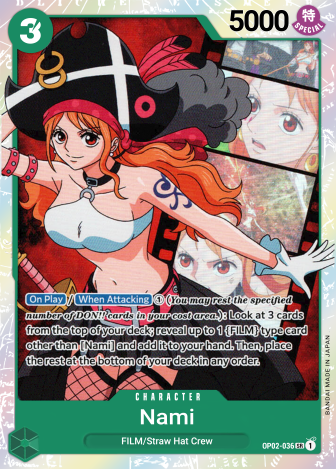 3
5000
特
SPECIAL
On Play / When Attacking ① (You may rest the specified
number of DON!! cards in your cost area.): Look at 3 cards
from the top of your deck; reveal up to 1 {FILM} type card
other than [Nami] and add it to your hand. Then, place
the rest at the bottom of your deck in any order.
BANDAI MADE IN JAPAN
CHARACTER
Nami
FILM/Straw Hat Crew
OP02-036 SR 1